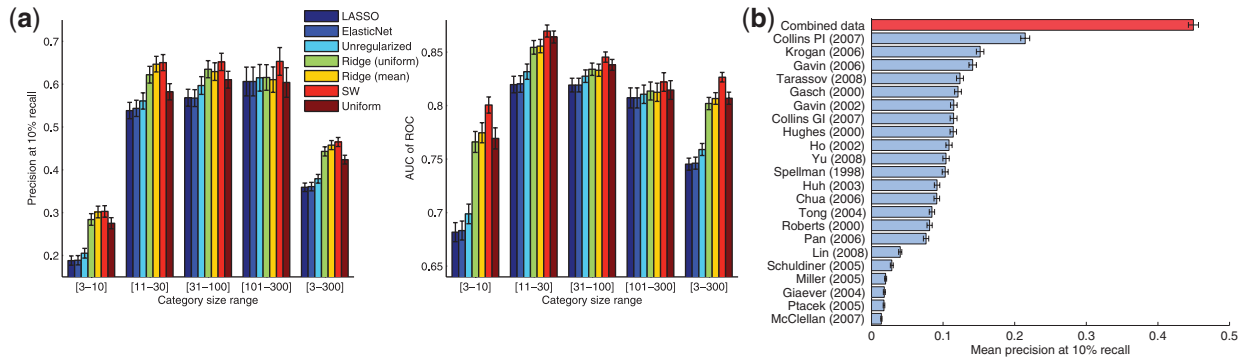 (a)
LASSO
ElasticNet
Unregularized
Ridge (uniform)
Ridge (mean)
SW
Uniform
Precision at 10% recall
0.7
0.6
0.5
0.4
0.3
0.2
[3–10]
[11–30]
[31–100]
[101–300]
[3–300]
Category size range
AUC of ROC
0.85
0.8
0.75
0.7
0.65
[3–10]
[11–30]
[31–100]
[101–300]
[3–300]
Category size range
(b)
Combined data
Collins PI (2007)
Krogan (2006)
Gavin (2006)
Tarassov (2008)
Gasch (2000)
Gavin (2002)
Collins GI (2007)
Hughes (2000)
Ho (2002)
Yu (2008)
Spellman (1998)
Huh (2003)
Chua (2006)
Tong (2004)
Roberts (2000)
Pan (2006)
Lin (2008)
Schuldiner (2005)
Miller (2005)
Giaever (2004)
Ptacek (2005)
McClellan (2007)
0
0.1
0.2
0.3
0.4
0.5
Mean precision at 10% recall